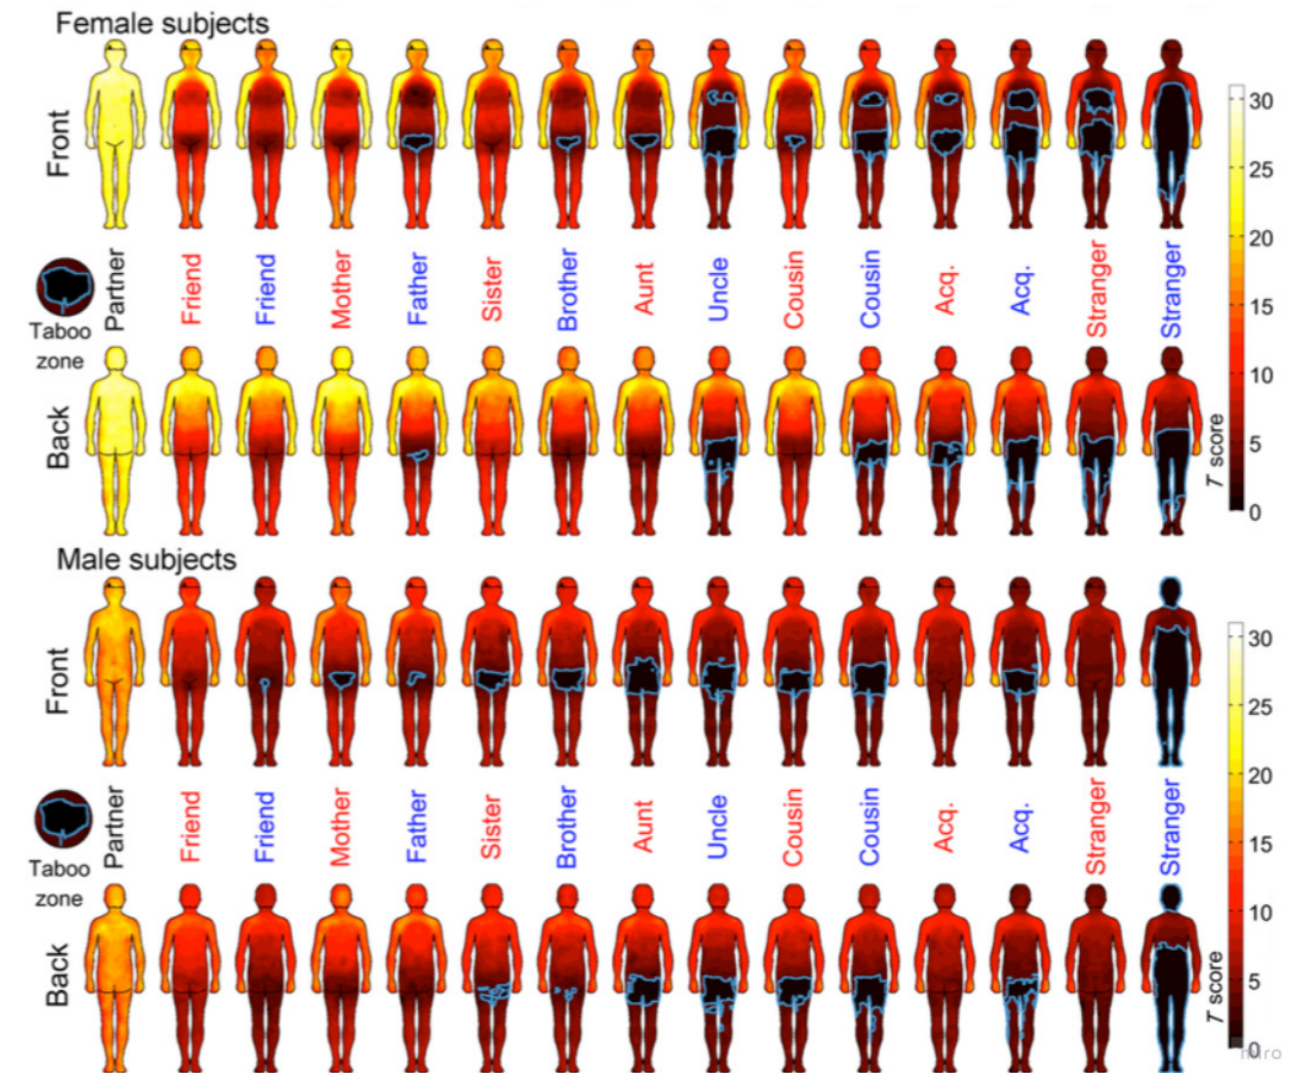 Female subjects
Front
Partner
Friend
Friend
Mother
Father
Sister
Brother
Aunt
Uncle
Cousin
Cousin
Acq.
Acq.
Stranger
Stranger
Taboo
zone
Back
30
25
20
15
10
5
0
T score
Male subjects
Front
Partner
Friend
Friend
Mother
Father
Sister
Brother
Aunt
Uncle
Cousin
Cousin
Acq.
Acq.
Stranger
Stranger
Taboo
zone
Back
30
25
20
15
10
5
0
T score
miro